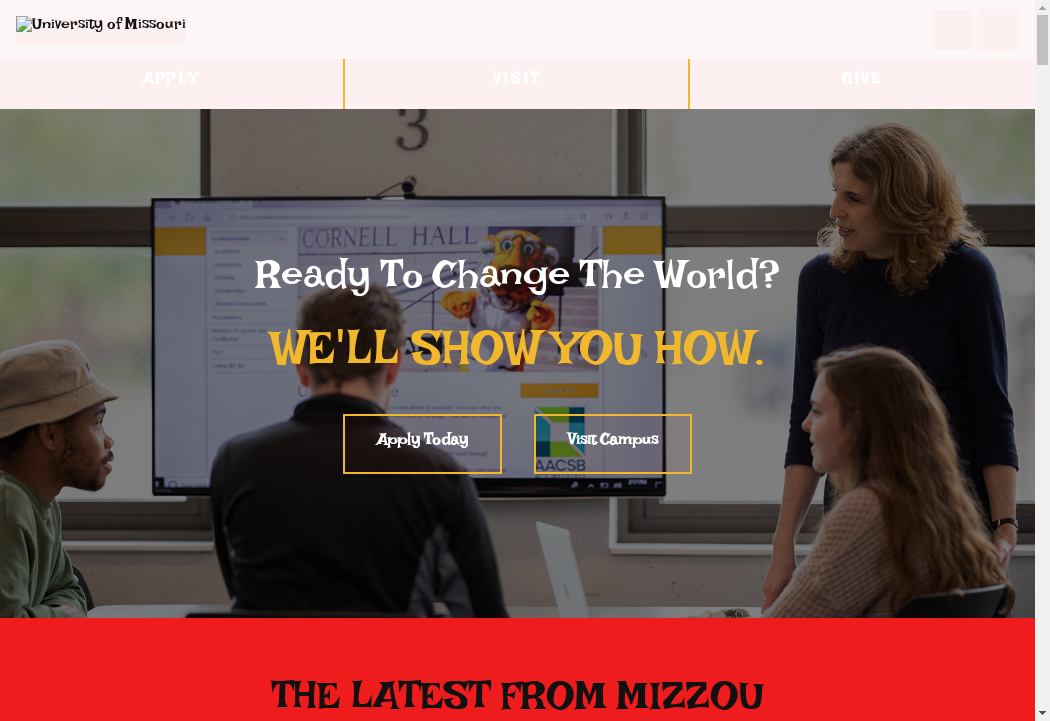 University of Missouri
APPLY
VISIT
GIVE
3
CORNELL HALL
Ready To Change The World?
WE'LL SHOW YOU HOW.
Apply Today
Visit Campus
AACSB
THE LATEST FROM MIZZOU